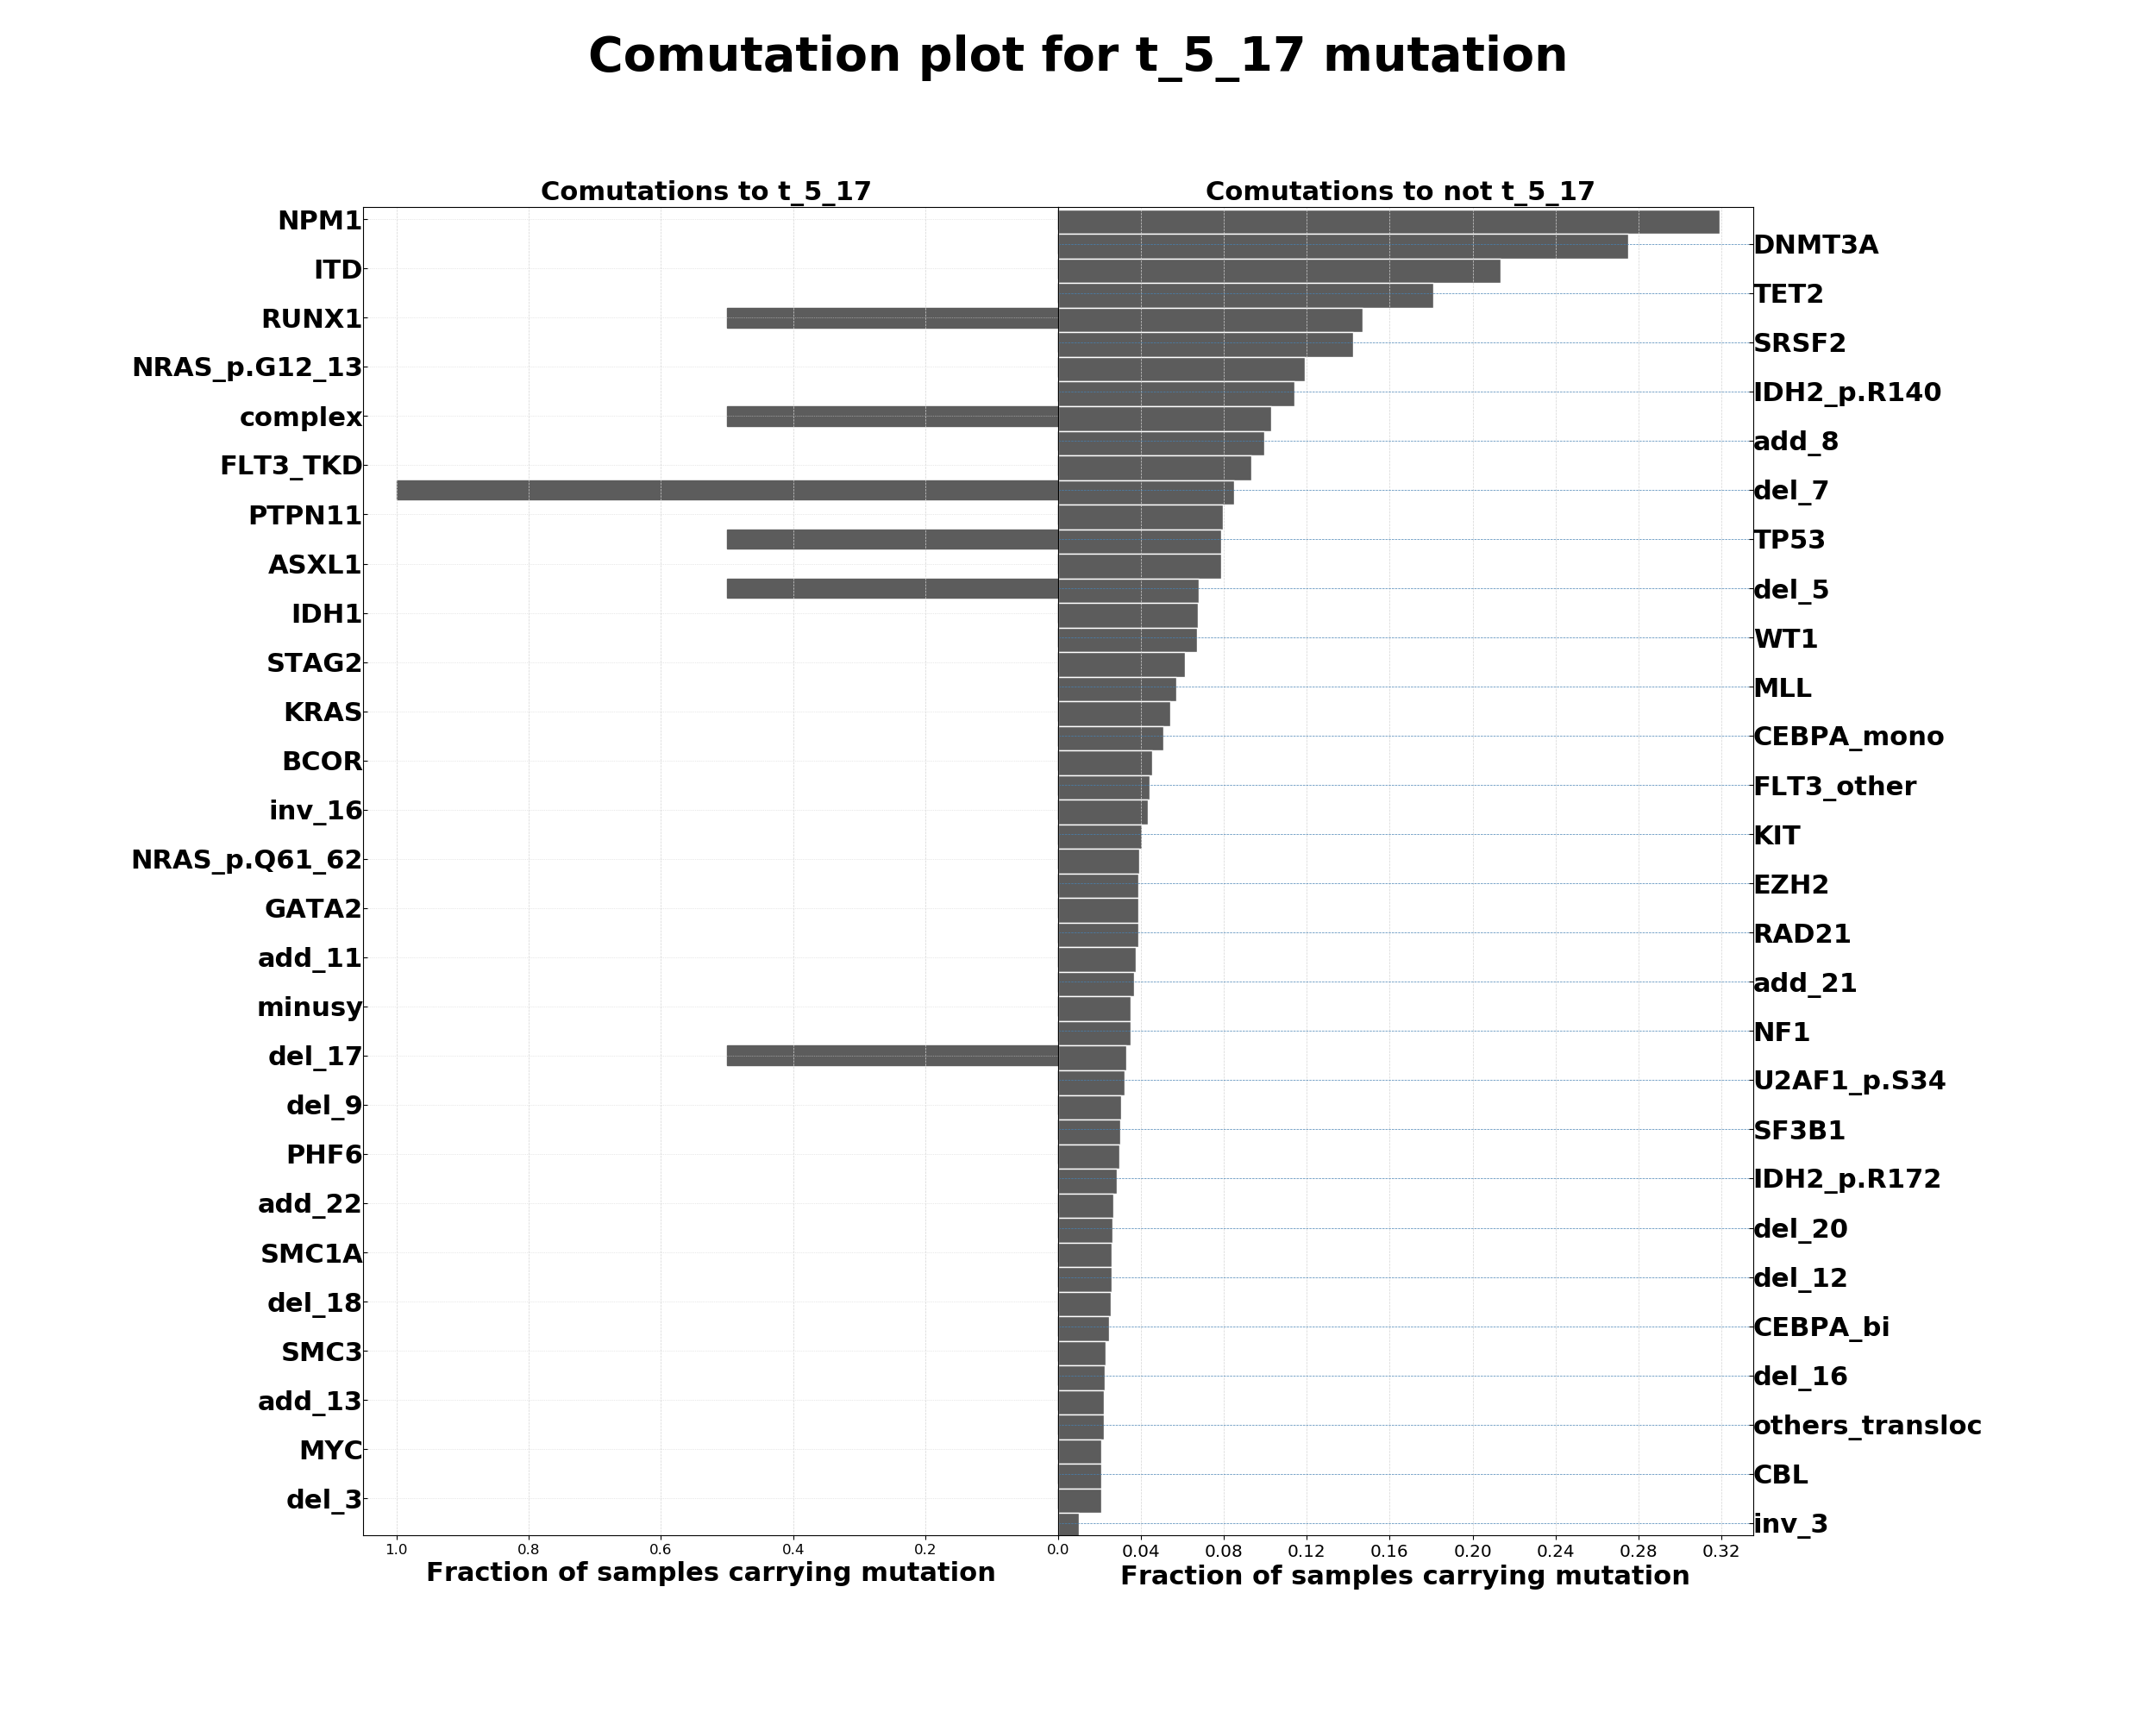 Comutation plot for t_5_17 mutation
Comutations to t_5_17
Comutations to not t_5_17
NPM1
DNMT3A
ITD
TET2
RUNX1
SRSF2
NRAS_p.G12_13
IDH2_p.R140
complex
add_8
FLT3_TKD
del_7
PTPN11
TP53
ASXL1
del_5
IDH1
WT1
STAG2
MLL
KRAS
CEBPA_mono
BCOR
FLT3_other
inv_16
KIT
NRAS_p.Q61_62
EZH2
GATA2
RAD21
add_11
add_21
minusy
NF1
del_17
U2AF1_p.S34
del_9
SF3B1
PHF6
IDH2_p.R172
add_22
del_20
SMC1A
del_12
del_18
CEBPA_bi
SMC3
del_16
add_13
others_transloc
MYC
CBL
del_3
inv_3
1.0 0.8 0.6 0.4 0.2 0.0 0.04 0.08 0.12 0.16 0.20 0.24 0.28 0.32
Fraction of samples carrying mutation
Fraction of samples carrying mutation